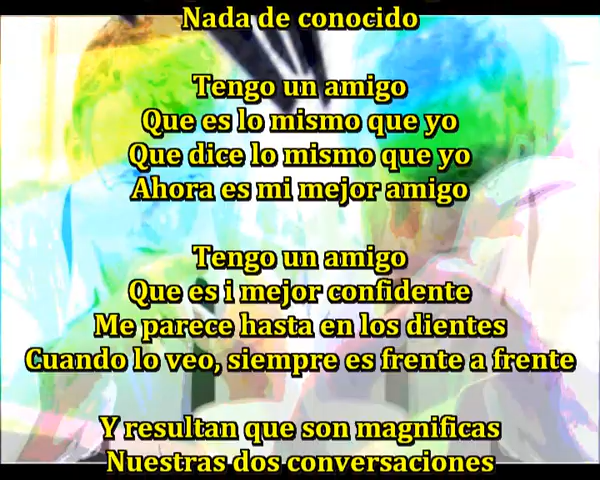 Nada de conocido
Tengo un amigo
Que es lo mismo que yo
Que dice lo mismo que yo
Ahora es mi mejor amigo
Tengo un amigo
Que es i mejor confidente
Me parece hasta en los dientes
Cuando lo veo, siempre es frente a frente
Y resultan que son magnificas
Nuestras dos conversaciones